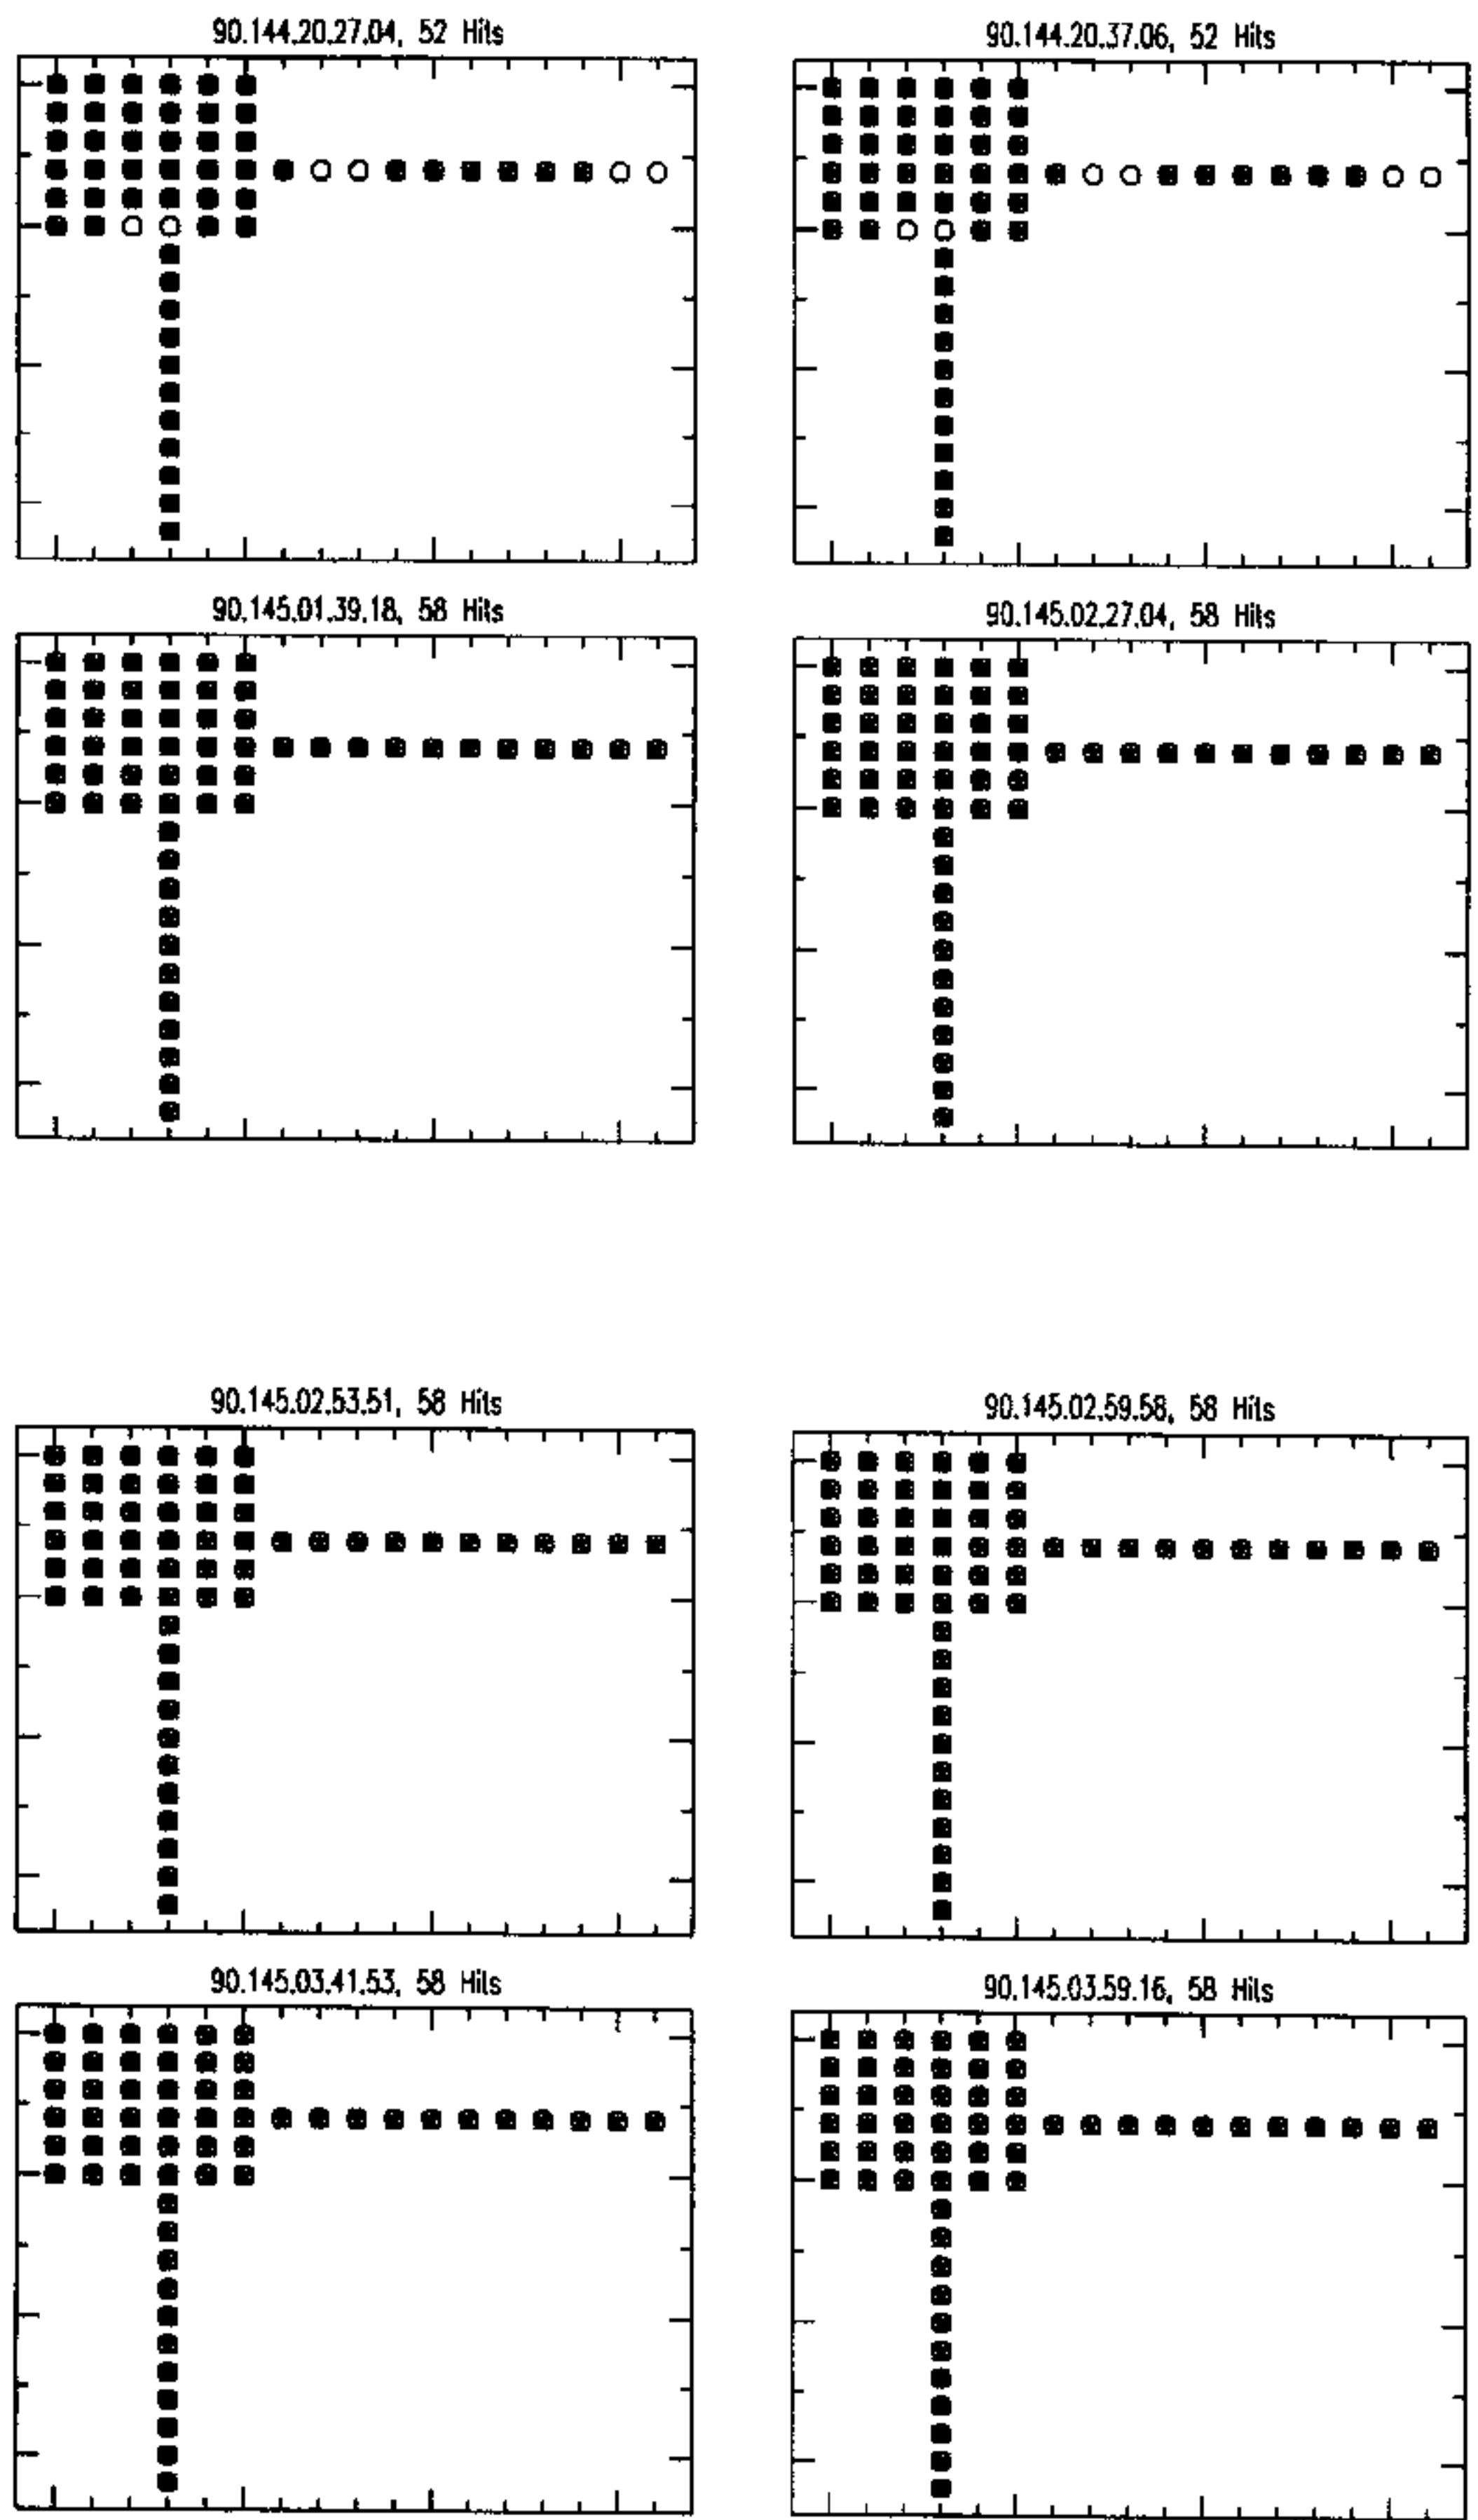 90.144.20.27.04, 52 Hits
90.144.20.37.06, 52 Hits
90.145.01.39.18, 58 Hits
90.145.02.27.04, 58 Hits
90.145.02.53.51, 58 Hits
90.145.02.59.58, 58 Hits
90.145.03.41.53, 58 Hits
90.145.03.59.16, 58 Hits